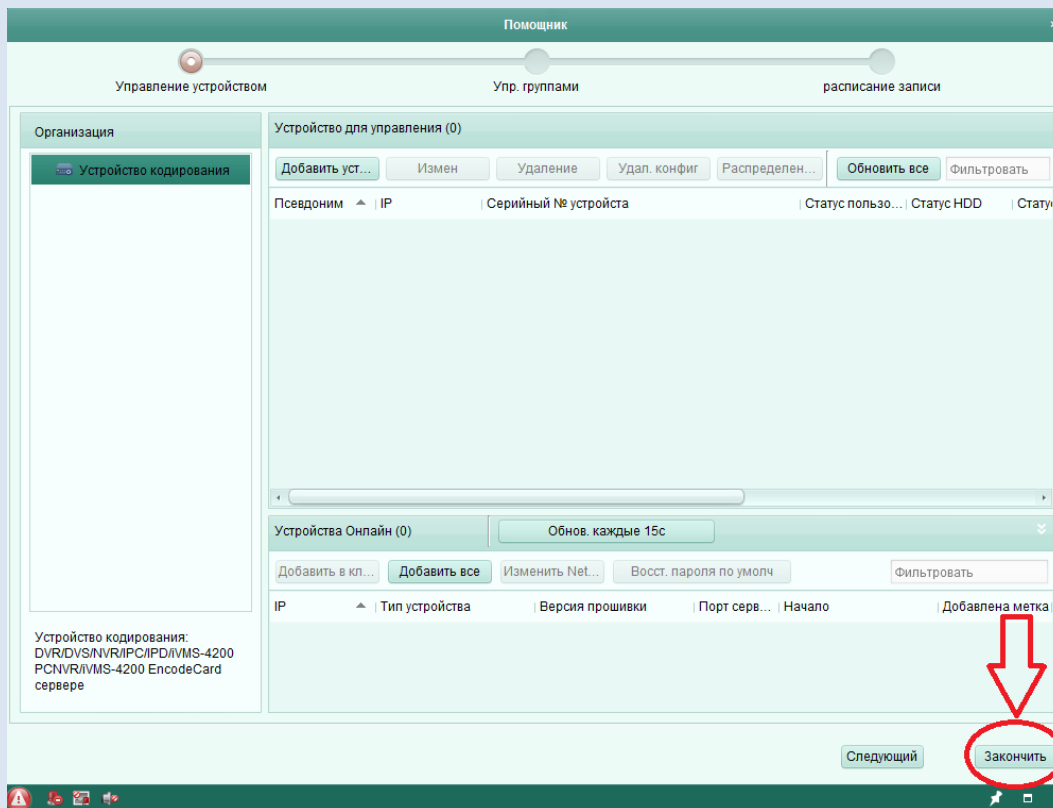 Помощник
Управление устройством
Упр. группами
расписание записи
Организация
Устройство кодирования
Устройство для управления (0)
Добавить уст... Измен Удаление Удал. конфиг Распределен... Обновить все Фильтровать
Псевдоним IP Серийный № устройста Статус пользо... Статус HDD Стату
Устройства Онлайн (0) Обнов. каждые 15с
Добавить в кл... Добавить все Изменить Net... Восст. пароля по умолч Фильтровать
IP Тип устройства Версия прошивки Порт серв... Начало Добавлена метка
Устройство кодирования:
DVR/DVS/NVR/IPC/IPD/iVMS-4200
PCNVR/iVMS-4200 EncodeCard
сервере
Следующий Закончить